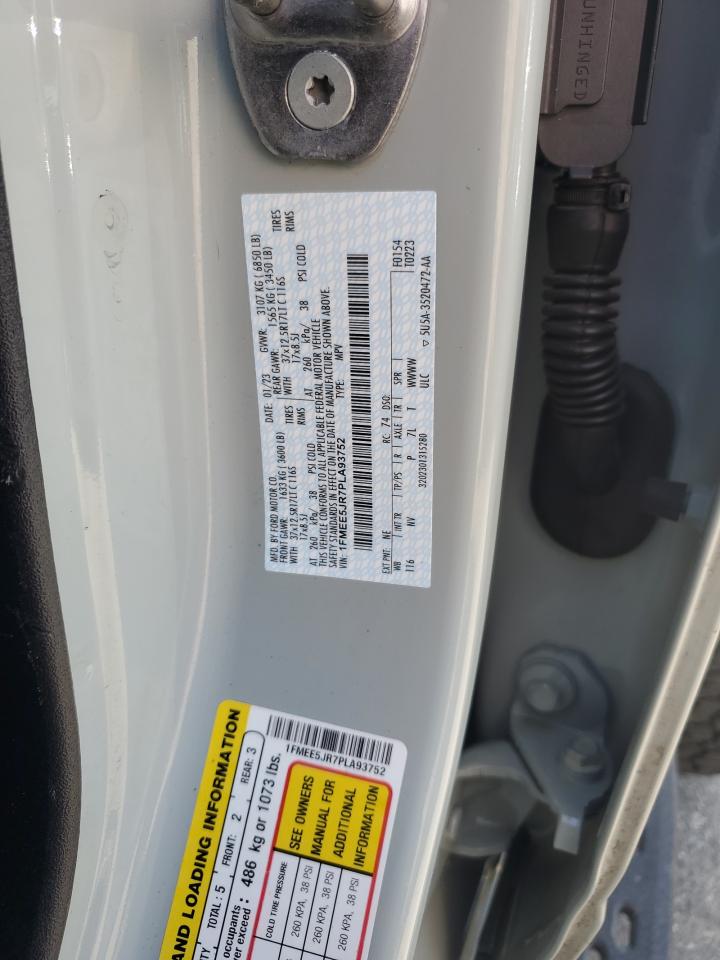 UNHINGED
MFD. BY FORD MOTOR CO.
DATE: 01/23 GVWR: 3107 KG ( 6850 LB)
FRONT GAWR: 1633 KG (3600 LB) REAR GAWR: 1565 KG ( 3450 LB)
WITH 37x12.5R17LT C 116S TIRES WITH 37x12.5R17LT C 116S TIRES
17x8.5J RIMS 17x8.5J RIMS
AT 260 kPa/ 38 PSI COLD AT 260 kPa/ 38 PSI COLD
THIS VEHICLE CONFORMS TO ALL APPLICABLE FEDERAL MOTOR VEHICLE
SAFETY STANDARDS IN EFFECT ON THE DATE OF MANUFACTURE SHOWN ABOVE.
VIN: 1FMEE5JR7PLA93752 TYPE: MPV
EXT PNT: NE RC: 74 DSO: F0154
T0223
WB INT TR TP/PS R AXLE TR SPR
116 NV P 7L T WWWW
ULC
3202301315280 ▽ 5U5A-3520472-AA
AND LOADING INFORMATION
TOTAL : 5 FRONT: 2 REAR: 3
occupants :
er exceed : 486 kg or 1073 lbs.
1FMEE5JR7PLA93752
COLD TIRE PRESSURE
260 KPA, 38 PSI
260 KPA, 38 PSI
260 KPA, 38 PSI
SEE OWNERS
MANUAL FOR
ADDITIONAL
INFORMATION